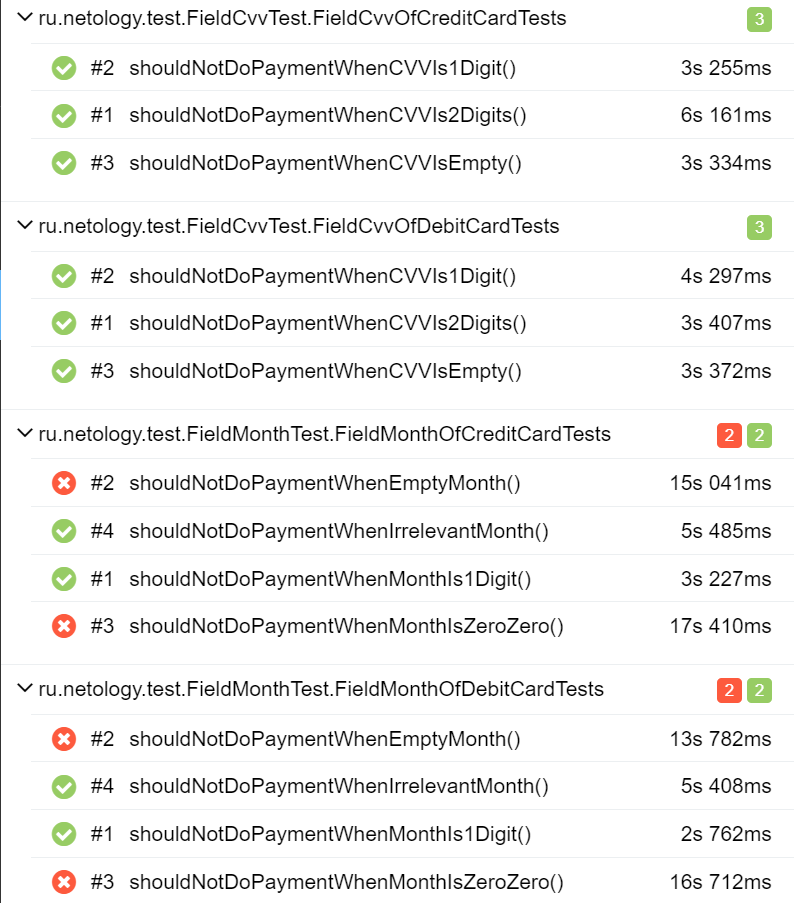 ru.netology.test.FieldCvvTest.FieldCvvOfCreditCardTests 3
#2 shouldNotDoPaymentWhenCVVIs1Digit() 3s 255ms
#1 shouldNotDoPaymentWhenCVVIs2Digits() 6s 161ms
#3 shouldNotDoPaymentWhenCVVIsEmpty() 3s 334ms
ru.netology.test.FieldCvvTest.FieldCvvOfDebitCardTests 3
#2 shouldNotDoPaymentWhenCVVIs1Digit() 4s 297ms
#1 shouldNotDoPaymentWhenCVVIs2Digits() 3s 407ms
#3 shouldNotDoPaymentWhenCVVIsEmpty() 3s 372ms
ru.netology.test.FieldMonthTest.FieldMonthOfCreditCardTests 2 2
#2 shouldNotDoPaymentWhenEmptyMonth() 15s 041ms
#4 shouldNotDoPaymentWhenIrrelevantMonth() 5s 485ms
#1 shouldNotDoPaymentWhenMonthIs1Digit() 3s 227ms
#3 shouldNotDoPaymentWhenMonthIsZeroZero() 17s 410ms
ru.netology.test.FieldMonthTest.FieldMonthOfDebitCardTests 2 2
#2 shouldNotDoPaymentWhenEmptyMonth() 13s 782ms
#4 shouldNotDoPaymentWhenIrrelevantMonth() 5s 408ms
#1 shouldNotDoPaymentWhenMonthIs1Digit() 2s 762ms
#3 shouldNotDoPaymentWhenMonthIsZeroZero() 16s 712ms